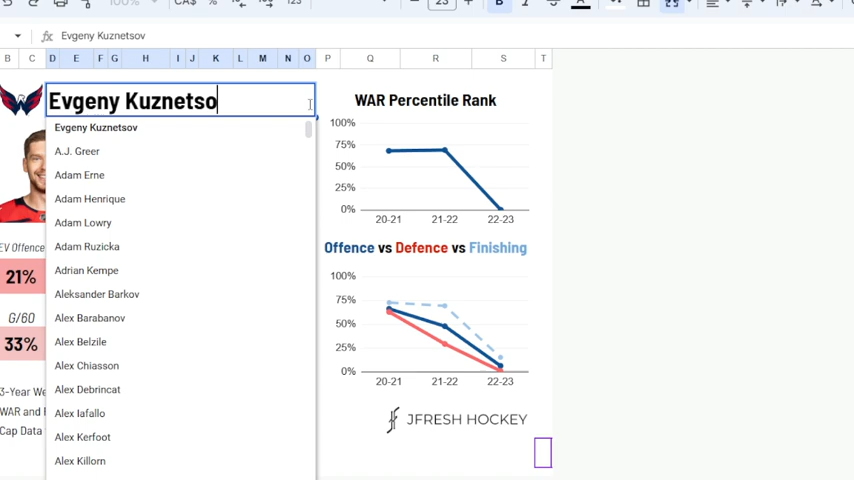 100%
CA$
%
.0
.00
123
23
B
I
fx
Evgeny Kuznetsov
B C D E F G H I J K L M N O P Q R S T
Evgeny Kuznetso
Evgeny Kuznetsov
A.J. Greer
Adam Erne
Adam Henrique
Adam Lowry
Adam Ruzicka
Adrian Kempe
Aleksander Barkov
Alex Barabanov
Alex Belzile
Alex Chiasson
Alex Debrincat
Alex Iafallo
Alex Kerfoot
Alex Killorn
EV Offence
21%
G/60
33%
3-Year We
WAR and
Cap Data
WAR Percentile Rank
100%
75%
50%
25%
0%
20-21 21-22 22-23
Offence vs Defence vs Finishing
100%
75%
50%
25%
0%
20-21 21-22 22-23
JFRESH HOCKEY